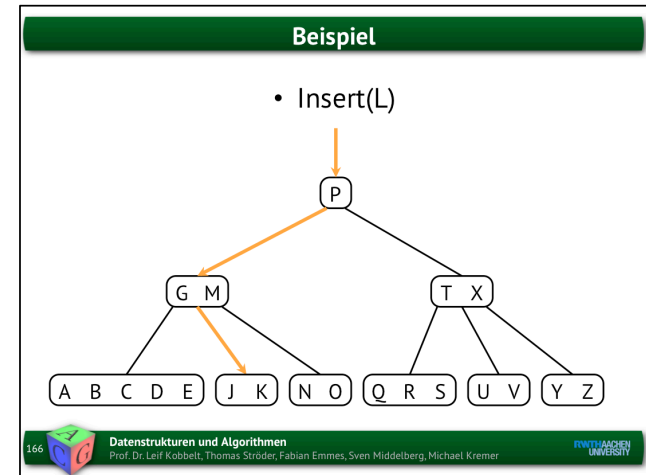 Beispiel
• Insert(L)
P
G M
T X
A B C D E
J K
N O
Q R S
U V
Y Z
166
A
C G
Datenstrukturen und Algorithmen
Prof. Dr. Leif Kobbelt, Thomas Ströder, Fabian Emmes, Sven Middelberg, Michael Kremer
RWTHAACHEN
UNIVERSITY